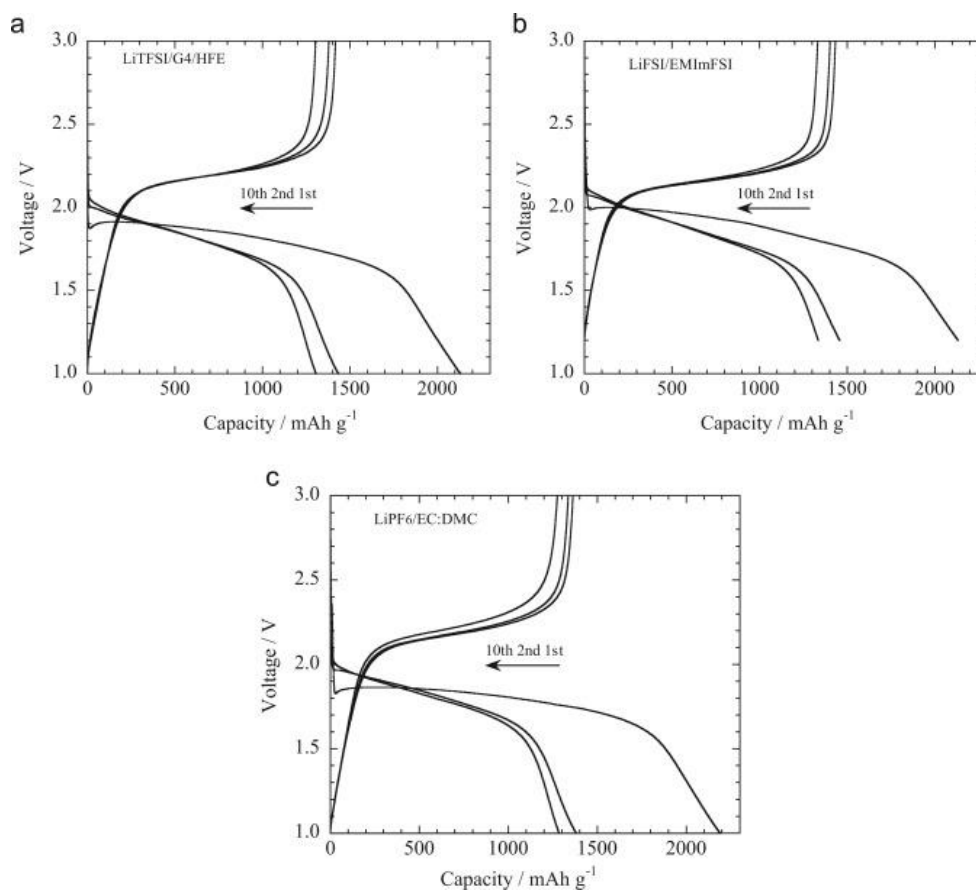 a
3.0
LiTFSI/G4/HFE
2.5
10th 2nd 1st
2.0
1.5
1.0
0
500
1000
1500
2000
Voltage / V
Capacity / mAh g⁻¹
b
3.0
LiFSI/EMImFSI
2.5
10th 2nd 1st
2.0
1.5
1.0
0
500
1000
1500
2000
Voltage / V
Capacity / mAh g⁻¹
c
3.0
LiPF₆/EC:DMC
2.5
10th 2nd 1st
2.0
1.5
1.0
0
500
1000
1500
2000
Voltage / V
Capacity / mAh g⁻¹